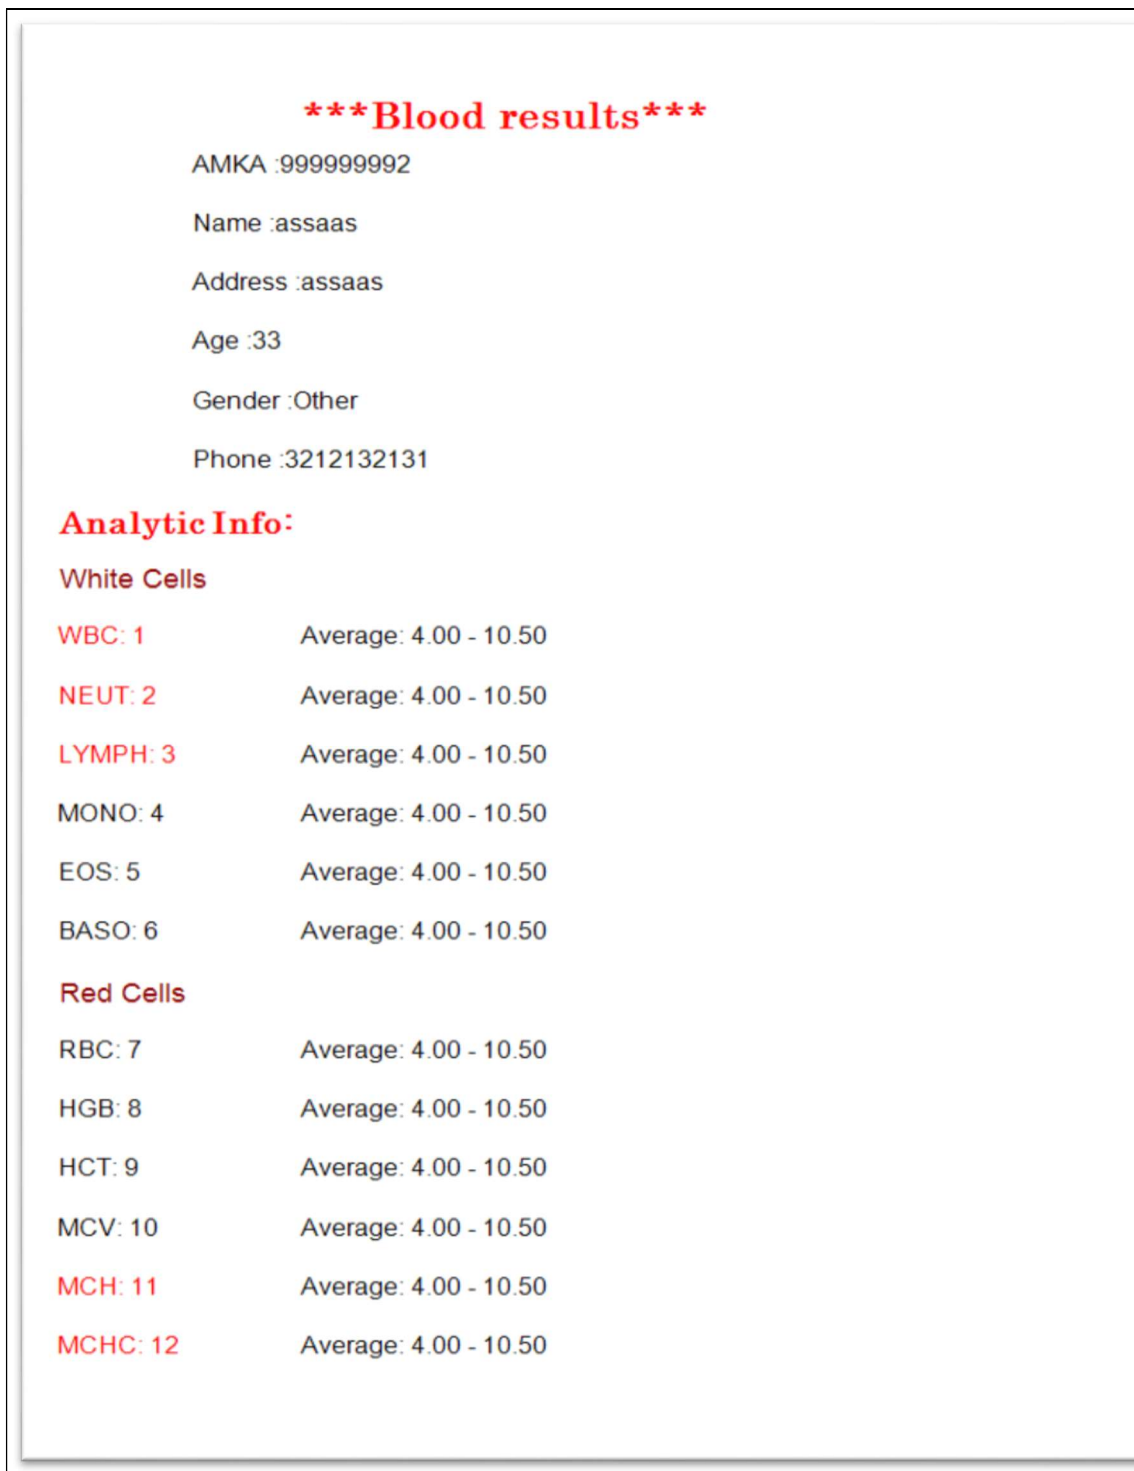 ***Blood results***
AMKA :999999992
Name :assaas
Address :assaas
Age :33
Gender :Other
Phone :3212132131
Analytic Info:
White Cells
WBC: 1 Average: 4.00 - 10.50
NEUT: 2 Average: 4.00 - 10.50
LYMPH: 3 Average: 4.00 - 10.50
MONO: 4 Average: 4.00 - 10.50
EOS: 5 Average: 4.00 - 10.50
BASO: 6 Average: 4.00 - 10.50
Red Cells
RBC: 7 Average: 4.00 - 10.50
HGB: 8 Average: 4.00 - 10.50
HCT: 9 Average: 4.00 - 10.50
MCV: 10 Average: 4.00 - 10.50
MCH: 11 Average: 4.00 - 10.50
MCHC: 12 Average: 4.00 - 10.50